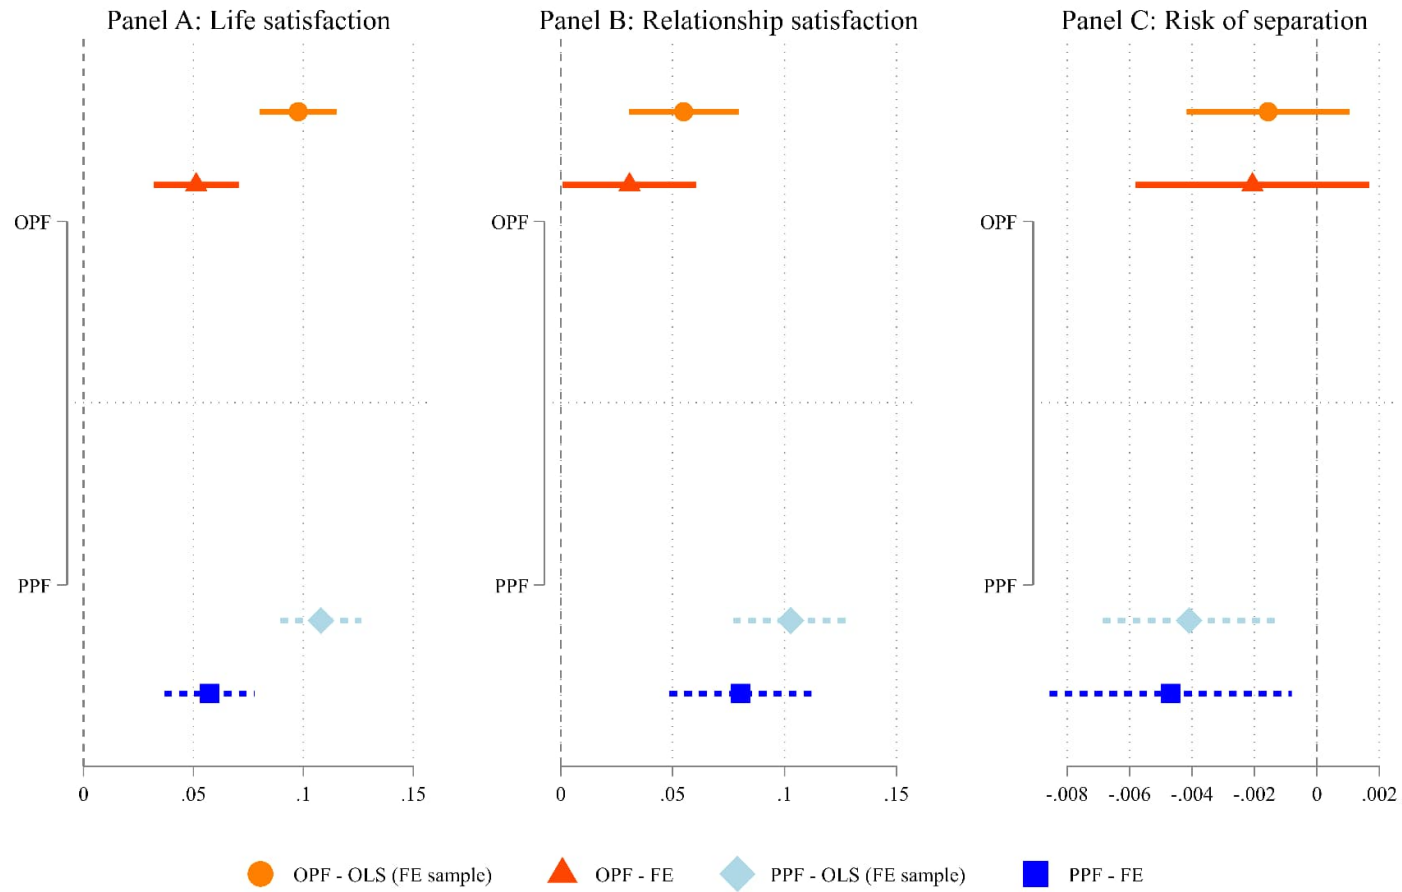 Panel A: Life satisfaction
Panel B: Relationship satisfaction
Panel C: Risk of separation
OPF
OPF
OPF
PPF
PPF
PPF
0 .05 .1 .15
0 .05 .1 .15
-.008 -.006 -.004 -.002 0 .002
OPF - OLS (FE sample)
OPF - FE
PPF - OLS (FE sample)
PPF - FE